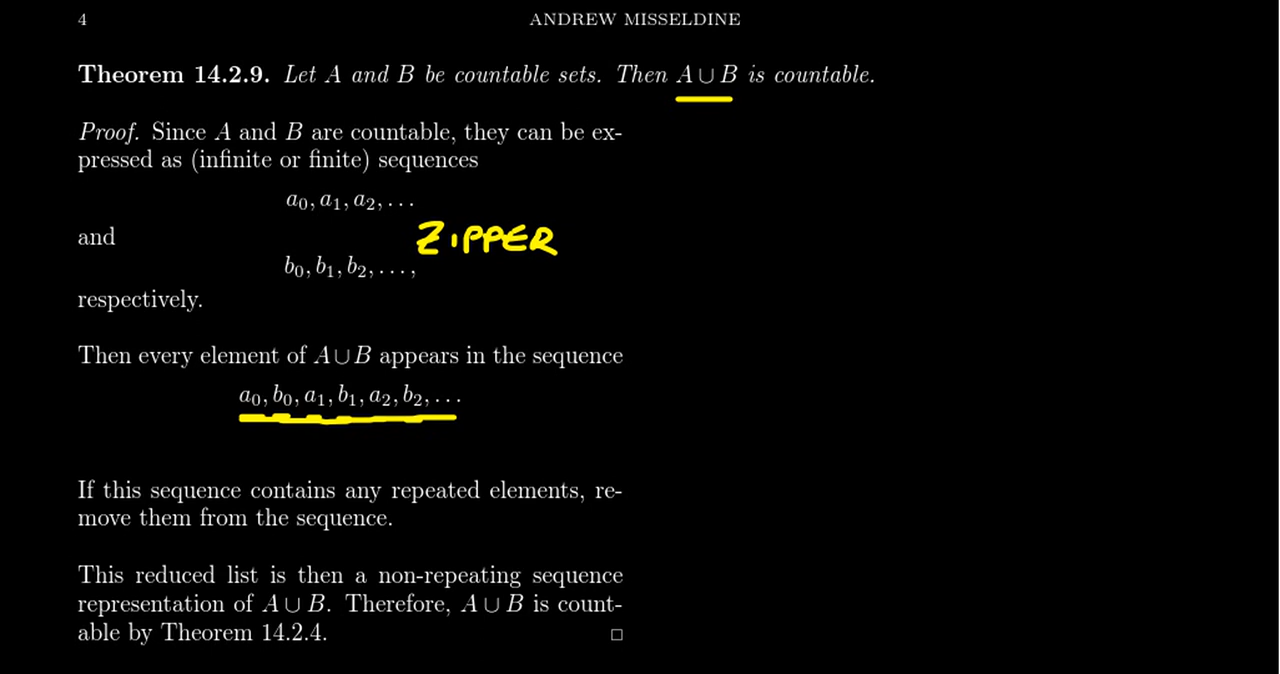 4
ANDREW MISSELDINE
Theorem 14.2.9. Let A and B be countable sets. Then A ∪ B is countable.
Proof. Since A and B are countable, they can be ex-
pressed as (infinite or finite) sequences
a₀, a₁, a₂, ...
and
ZIPPER
b₀, b₁, b₂, ...,
respectively.
Then every element of A ∪ B appears in the sequence
a₀, b₀, a₁, b₁, a₂, b₂, ...
If this sequence contains any repeated elements, re-
move them from the sequence.
This reduced list is then a non-repeating sequence
representation of A ∪ B. Therefore, A ∪ B is count-
able by Theorem 14.2.4. □